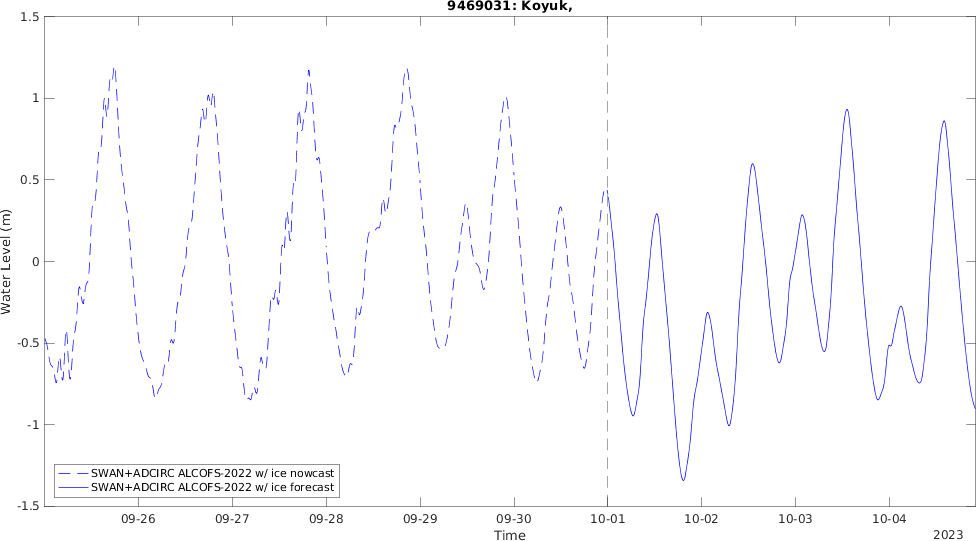 9469031: Koyuk,
1.5
1
0.5
0
-0.5
-1
-1.5
Water Level (m)
SWAN+ADCIRC ALCOFS-2022 w/ ice nowcast
SWAN+ADCIRC ALCOFS-2022 w/ ice forecast
09-26 09-27 09-28 09-29 09-30 10-01 10-02 10-03 10-04
Time
2023